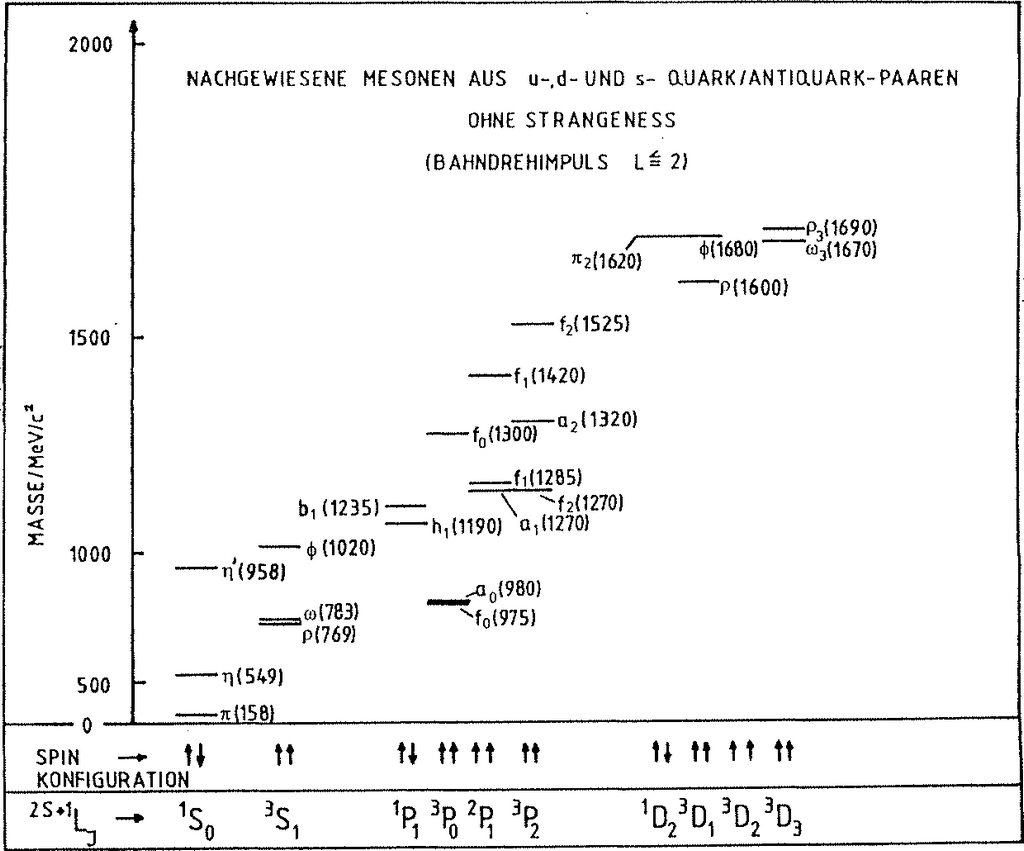 2000
NACHGEWIESENE MESONEN AUS u-,d- UND s- QUARK/ANTIQUARK-PAAREN
OHNE STRANGENESS
(BAHNDREHIMPULS L ≦ 2)
ρ₃(1690)
π₂(1620) ϕ(1680) ω₃(1670)
ρ(1600)
1500
f₂(1525)
f₁(1420)
a₂(1320)
f₀(1300)
MASSE/MeV/c²
f₁(1285)
b₁(1235) f₂(1270)
h₁(1190) a₁(1270)
1000
ϕ(1020)
η'(958)
a₀(980)
ω(783) f₀(975)
ρ(769)
500
η(549)
π(158)
0
SPIN → ↑↓ ↑↑ ↑↓ ↑↑ ↑↑ ↑↑ ↑↓ ↑↑ ↑↑ ↑↑
KONFIGURATION
²ˢ⁺¹L_J → ¹S₀ ³S₁ ¹P₁ ³P₀ ²P₁ ³P₂ ¹D₂ ³D₁ ³D₂ ³D₃